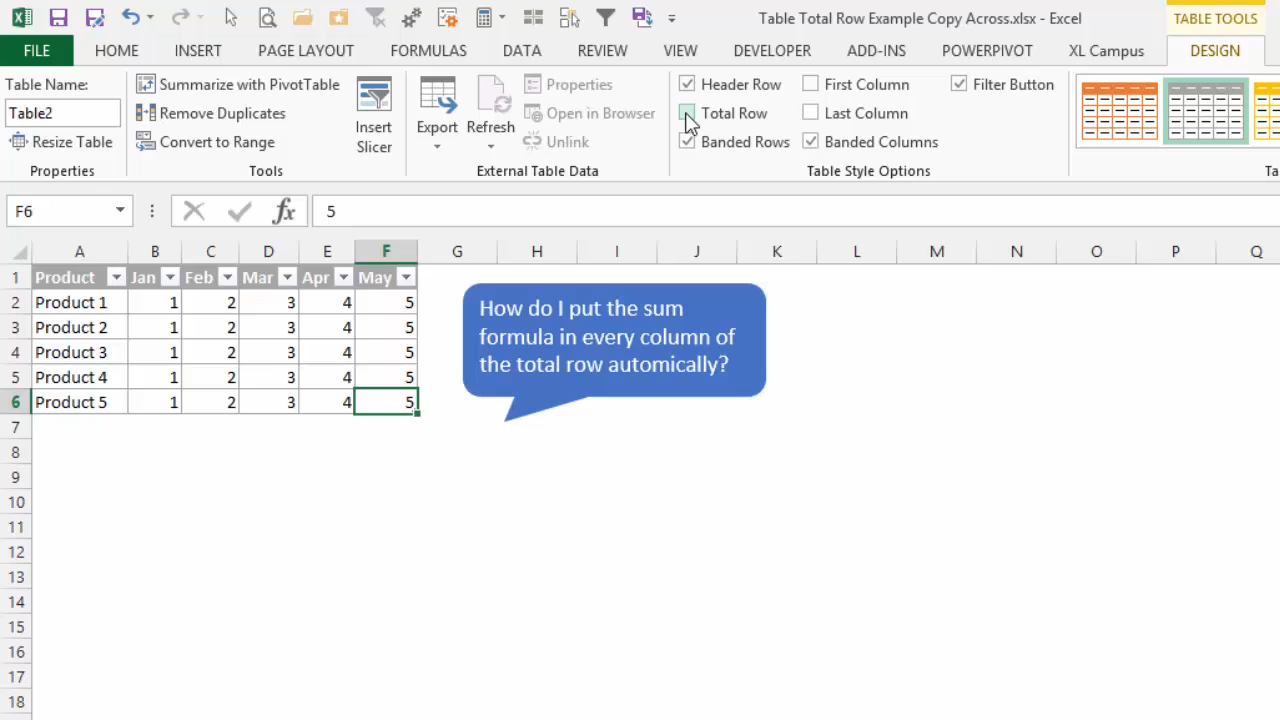 Table Total Row Example Copy Across.xlsx - Excel
TABLE TOOLS
FILE HOME INSERT PAGE LAYOUT FORMULAS DATA REVIEW VIEW DEVELOPER ADD-INS POWERPIVOT XL Campus DESIGN
Table Name:
Table2
Resize Table
Properties
Summarize with PivotTable
Remove Duplicates
Convert to Range
Tools
Insert
Slicer
Export
Refresh
Properties
Open in Browser
Unlink
External Table Data
Header Row First Column Filter Button
Total Row Last Column
Banded Rows Banded Columns
Table Style Options
Ta
F6 fx 5
A B C D E F G H I J K L M N O P Q
1 Product Jan Feb Mar Apr May
2 Product 1 1 2 3 4 5
3 Product 2 1 2 3 4 5
4 Product 3 1 2 3 4 5
5 Product 4 1 2 3 4 5
6 Product 5 1 2 3 4 5
7
8
9
10
11
12
13
14
15
16
17
18
How do I put the sum
formula in every column of
the total row automically?